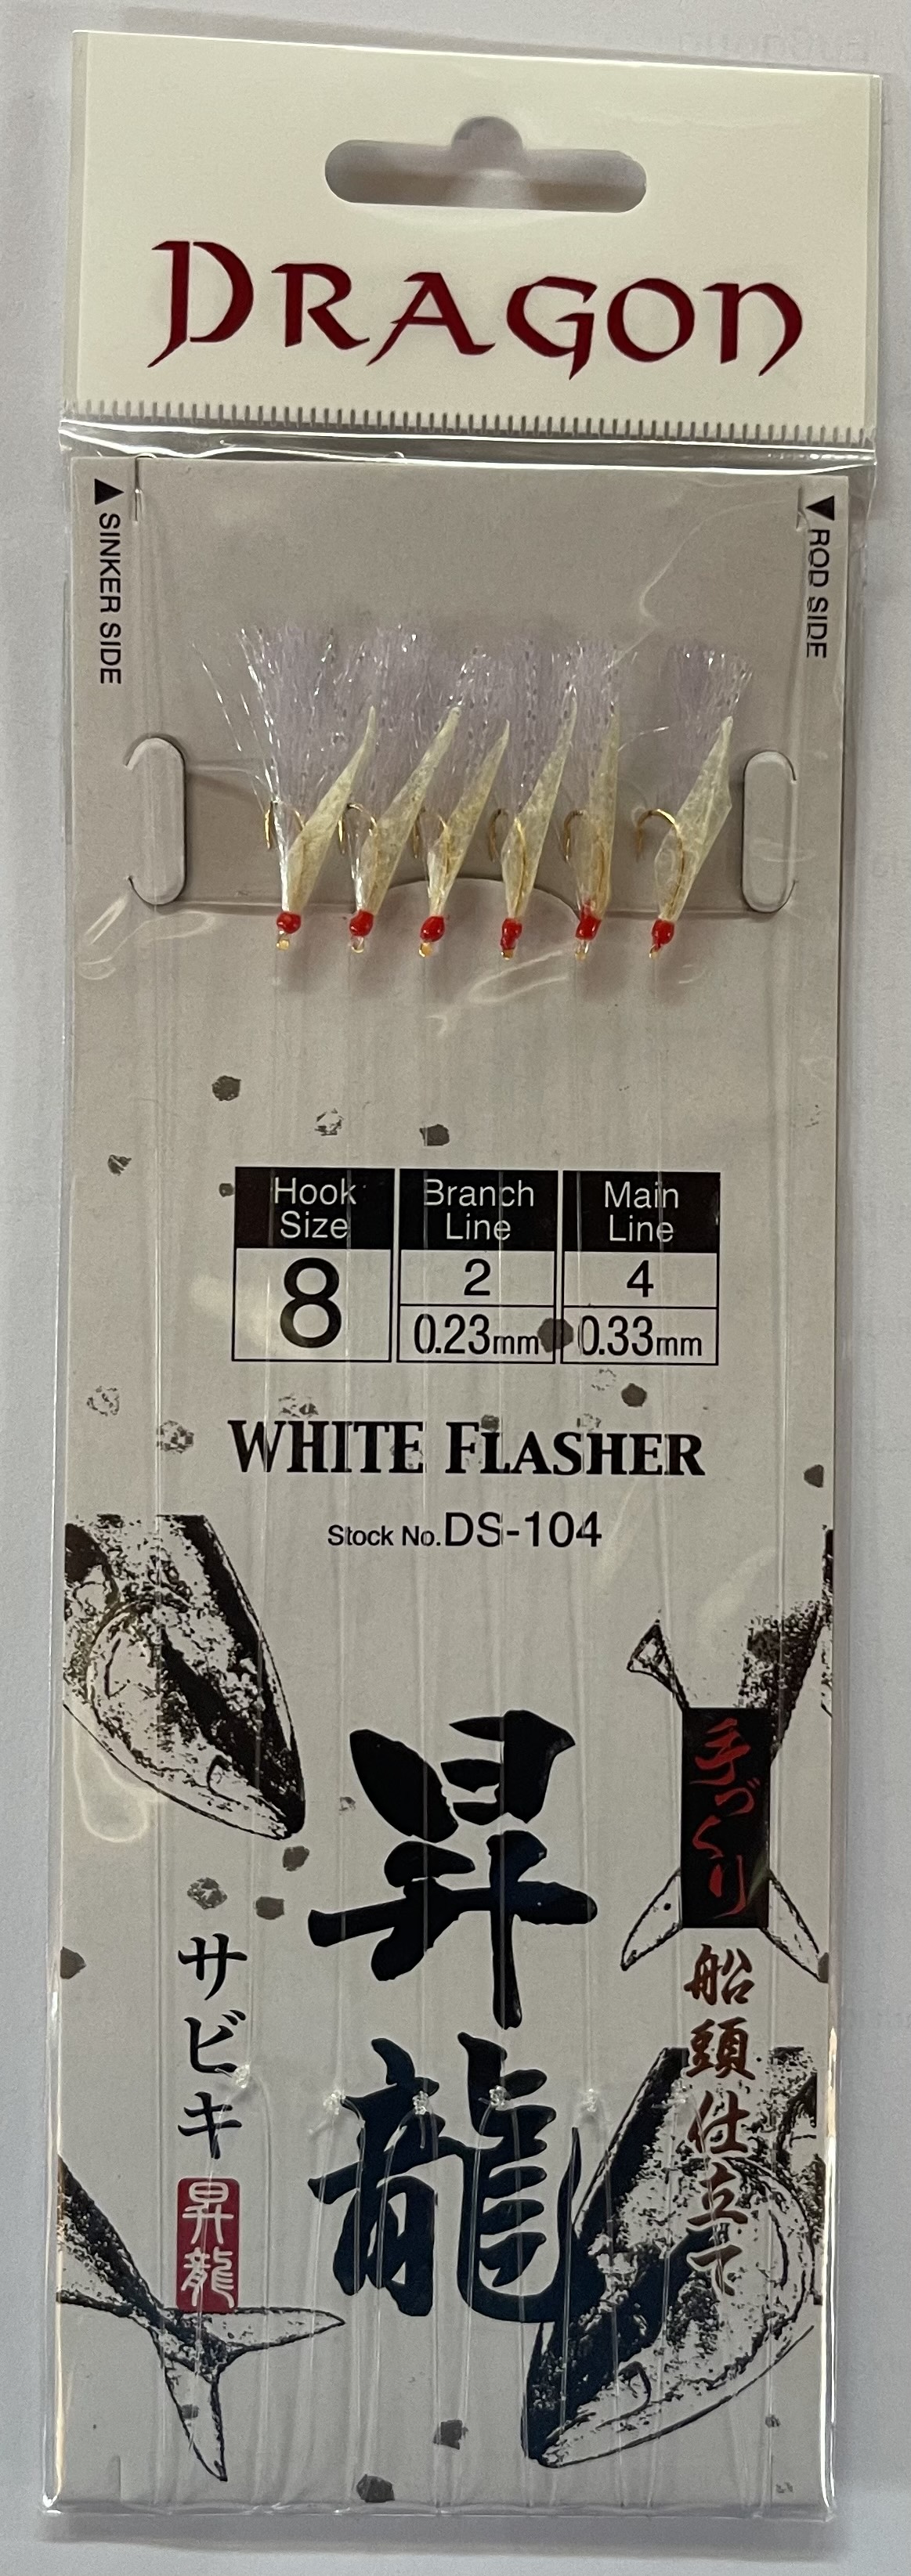 DRAGON
▲ SINKER SIDE
▼ ROD SIDE
Hook Size
Branch Line
Main Line
8
2
4
0.23mm
0.33mm
WHITE FLASHER
Stock No.DS-104
手づくり
船頭仕立て
昇龍
サビキ
昇龍